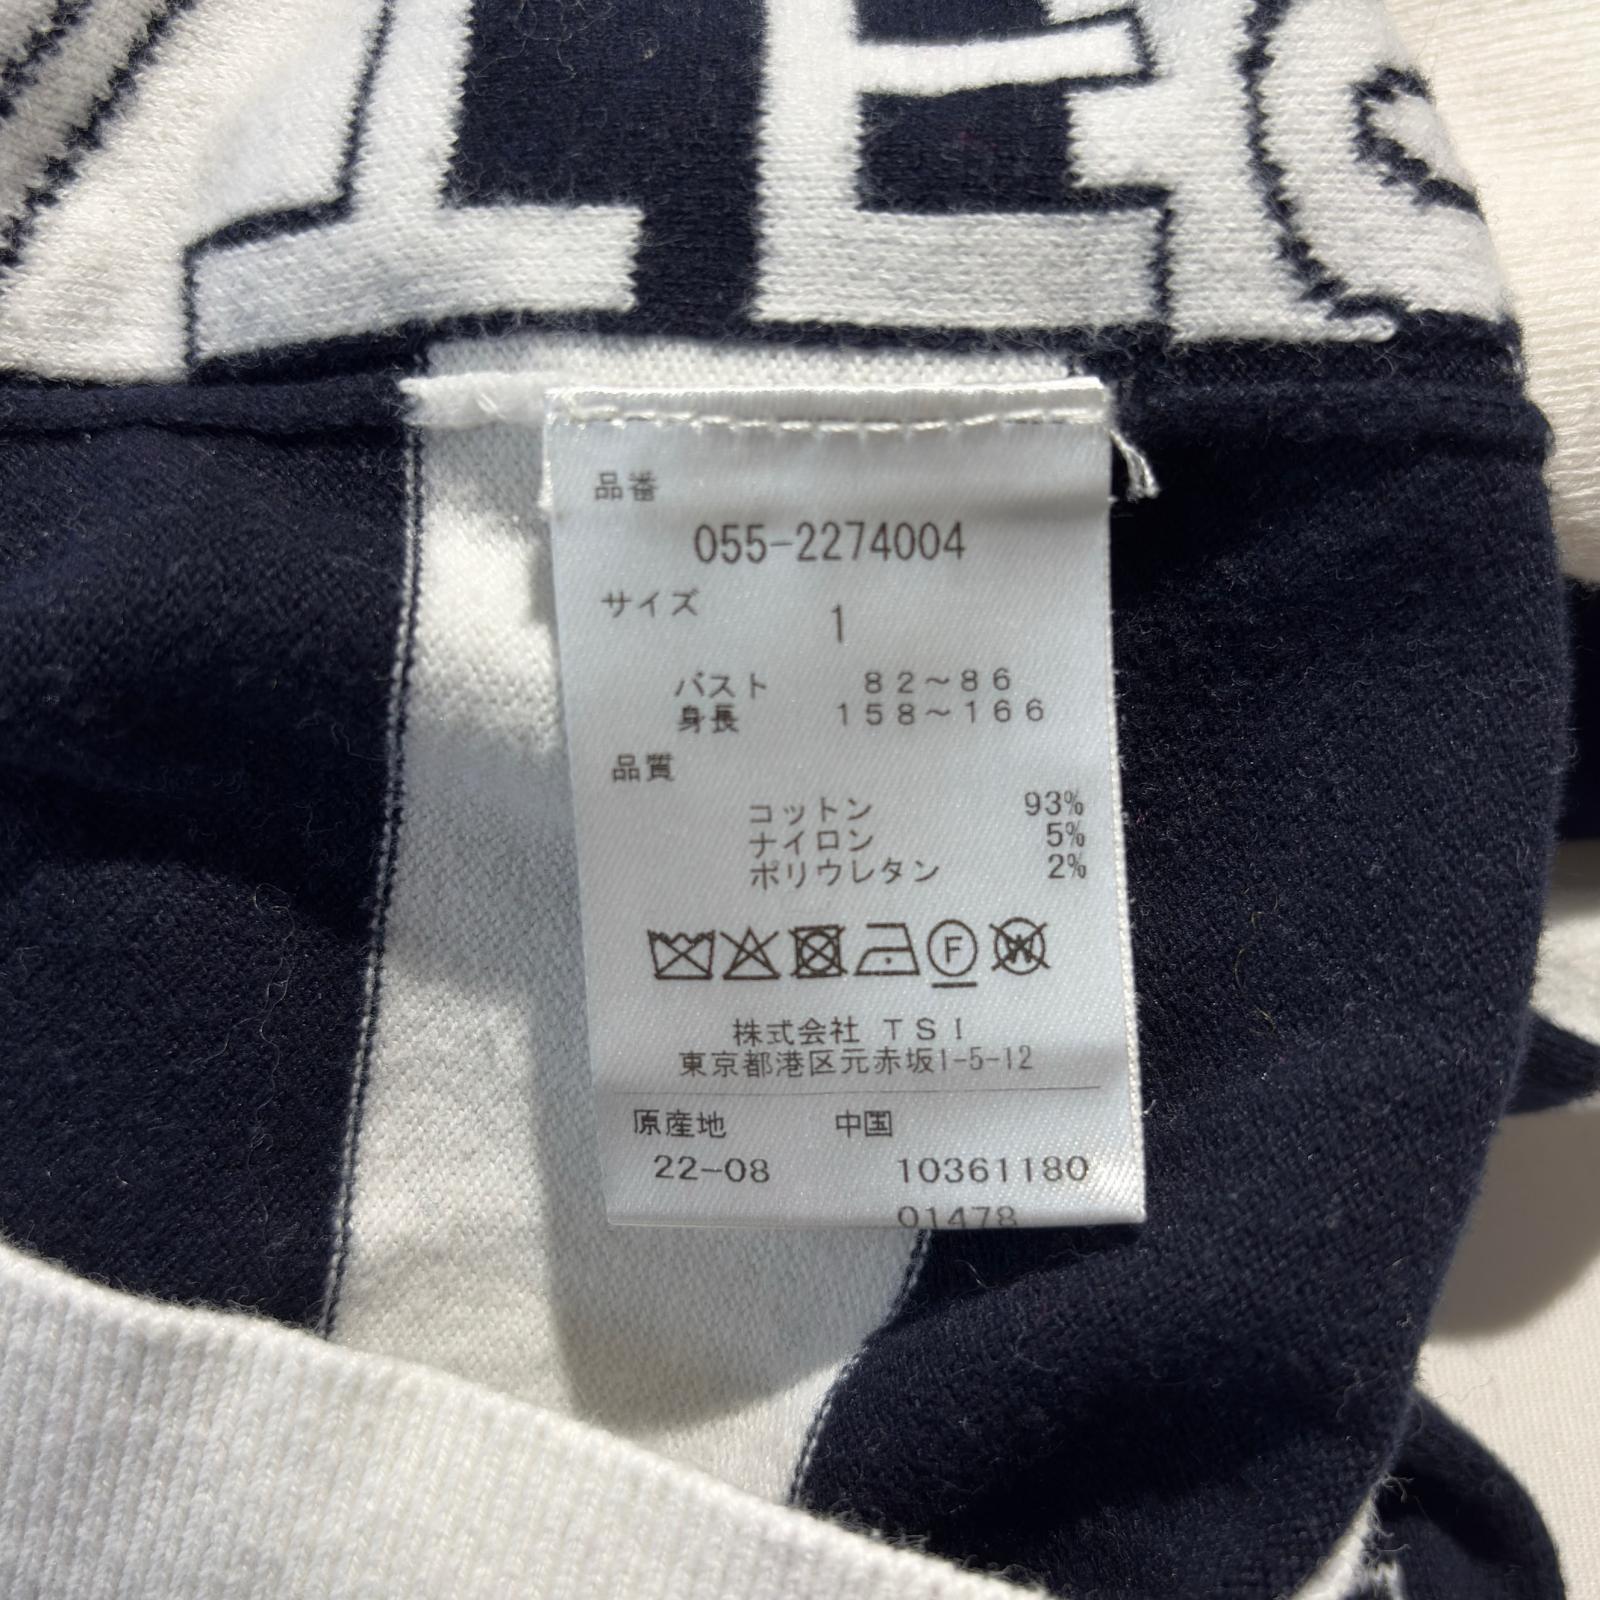 品番
055-2274004
サイズ 1
バスト 82~86
身長 158~166
品質
コットン 93%
ナイロン 5%
ポリウレタン 2%
F W
株式会社 TSI
東京都港区元赤坂1-5-12
原産地 中国
22-08 10361180
01478